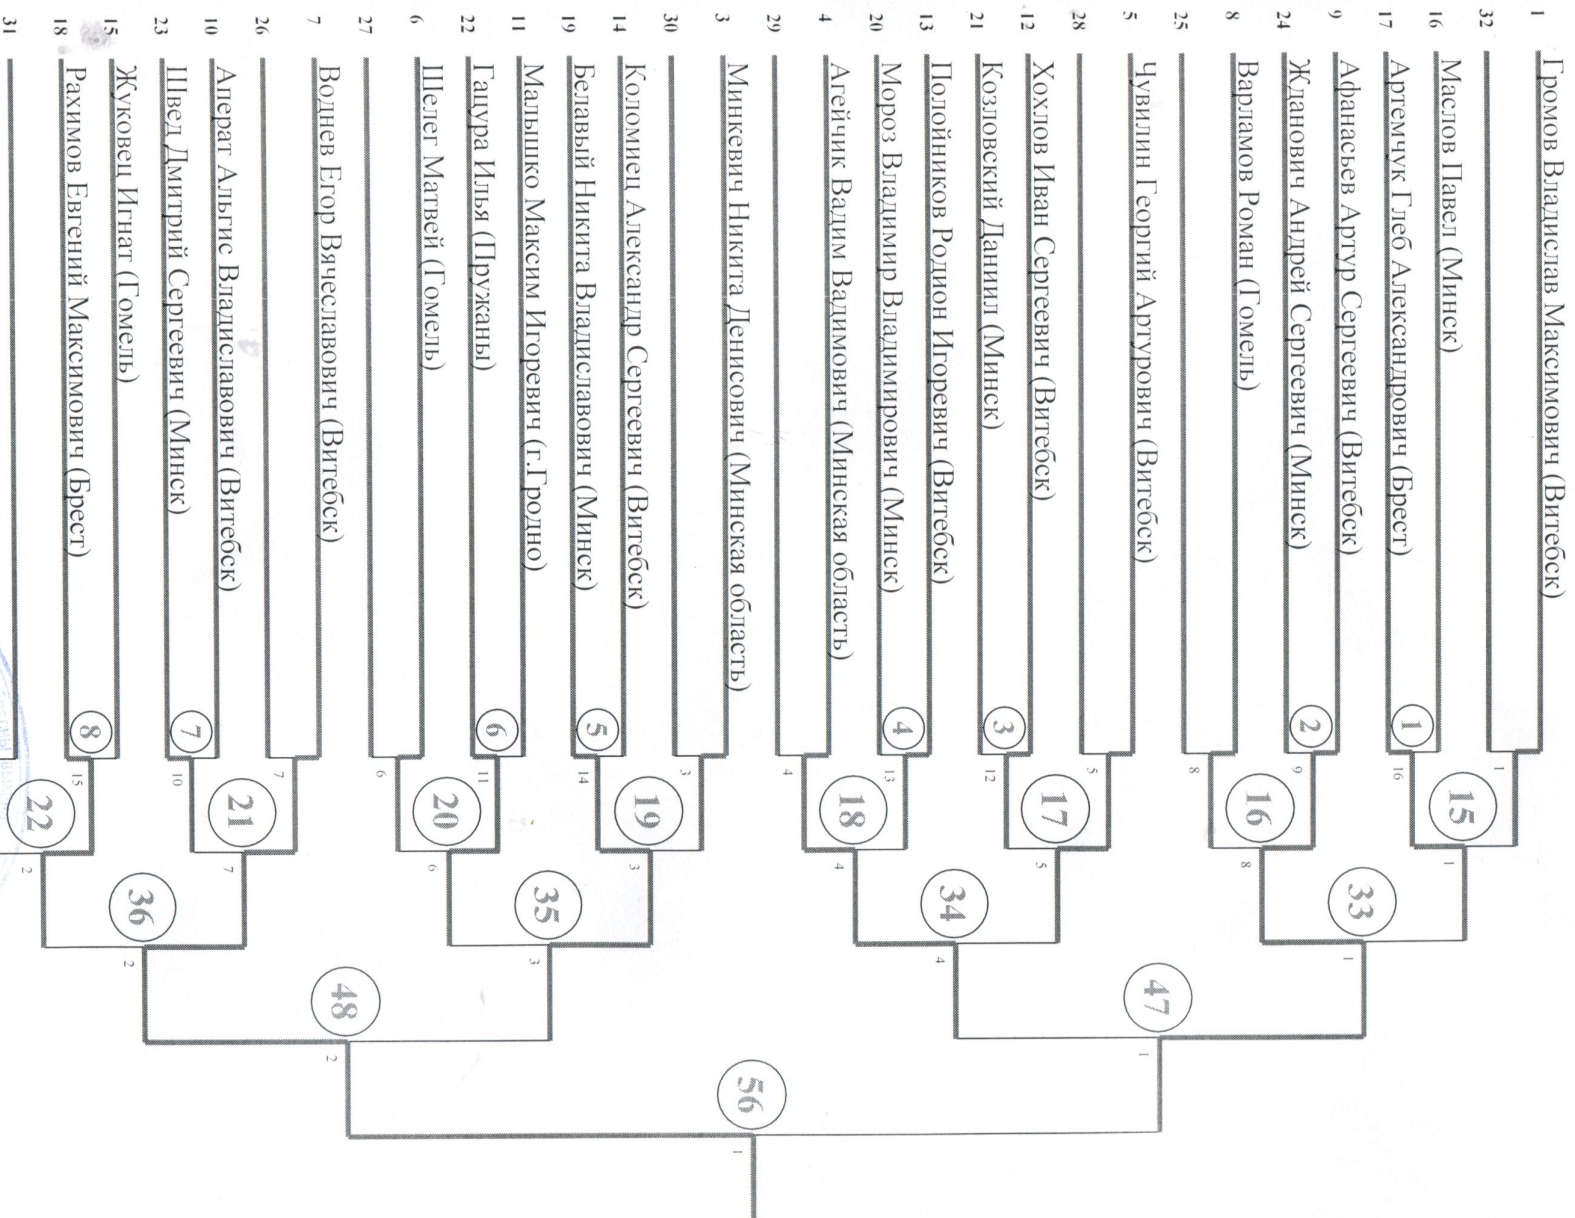 1 Громов Владислав Максимович (Витебск)
32
16 Маслов Павел (Минск)
17 Артемчук Глеб Александрович (Брест)
9 Афанасьев Артур Сергеевич (Витебск)
24 Жданович Андрей Сергеевич (Минск)
8 Варламов Роман (Гомель)
25
5 Чувилин Георгий Артурович (Витебск)
28
12 Хохлов Иван Сергеевич (Витебск)
21 Козловский Даниил (Минск)
13 Полойников Родион Игоревич (Витебск)
20 Мороз Владимир Владимирович (Минск)
4 Агейчик Вадим Вадимович (Минская область)
29
3 Минкевич Никита Денисович (Минская область)
30
14 Коломиец Александр Сергеевич (Витебск)
19 Белавый Никита Владиславович (Минск)
11 Малышко Максим Игоревич (г.Гродно)
22 Гацура Илья (Пружаны)
6 Шелег Матвей (Гомель)
27
7 Воднев Егор Вячеславович (Витебск)
26
10 Аперат Альгис Владиславович (Витебск)
23 Швед Дмитрий Сергеевич (Минск)
15 Жуковец Игнат (Гомель)
18 Рахимов Евгений Максимович (Брест)
31
1
2
3
4
5
6
7
8
1
16
9
8
5
12
13
4
3
14
11
6
7
10
15
15
16
17
18
19
20
21
22
1
8
5
4
3
6
7
2
33
34
35
36
1
4
3
2
47
48
1
2
56
1